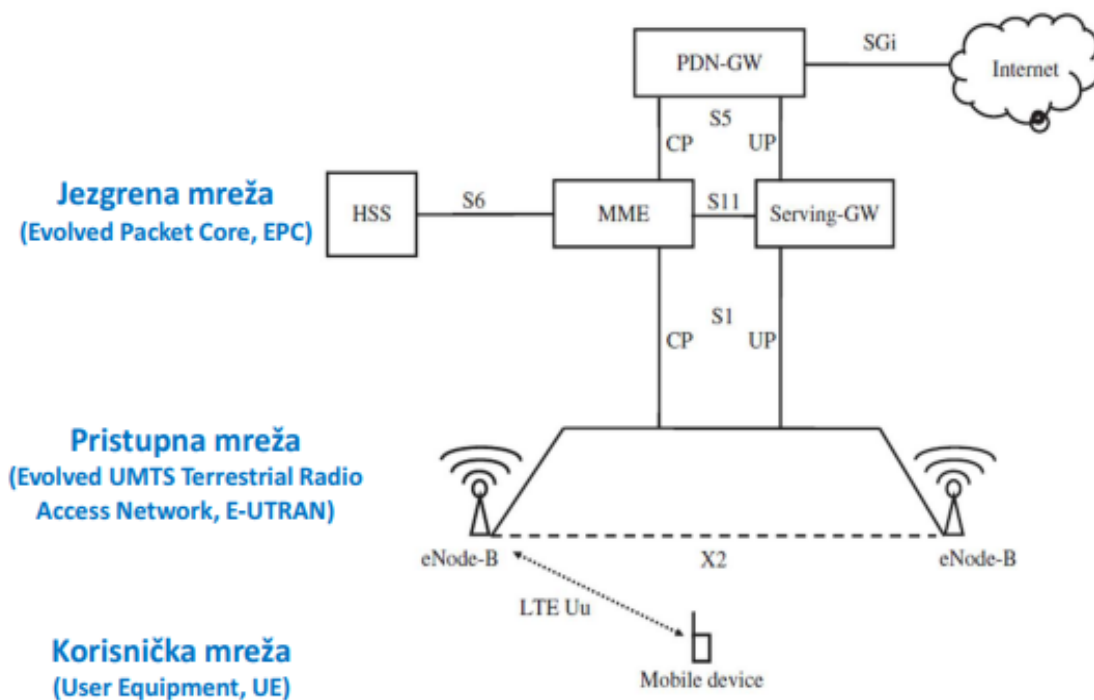 PDN-GW
SGi
Internet
S5
CP
UP
Jezgrena mreža
(Evolved Packet Core, EPC)
HSS
S6
MME
S11
Serving-GW
S1
CP
UP
Pristupna mreža
(Evolved UMTS Terrestrial Radio
Access Network, E-UTRAN)
eNode-B
X2
eNode-B
LTE Uu
Korisnička mreža
(User Equipment, UE)
Mobile device